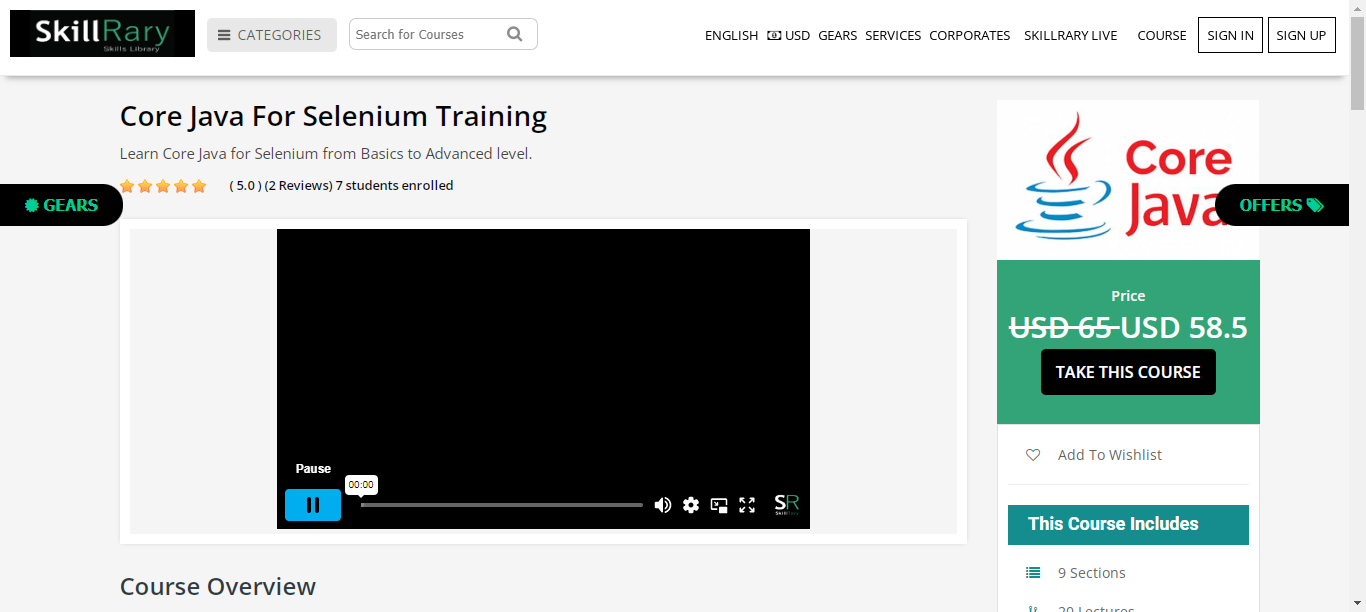 SkillRary
Skills Library
CATEGORIES
Search for Courses
ENGLISH USD GEARS SERVICES CORPORATES SKILLRARY LIVE COURSE SIGN IN SIGN UP
Core Java For Selenium Training
Learn Core Java for Selenium from Basics to Advanced level.
( 5.0 ) (2 Reviews) 7 students enrolled
GEARS
Core
Java
OFFERS
Price
USD 65 USD 58.5
TAKE THIS COURSE
Pause
00:00
SR
SkillRary
Add To Wishlist
This Course Includes
9 Sections
20 Lectures
Course Overview